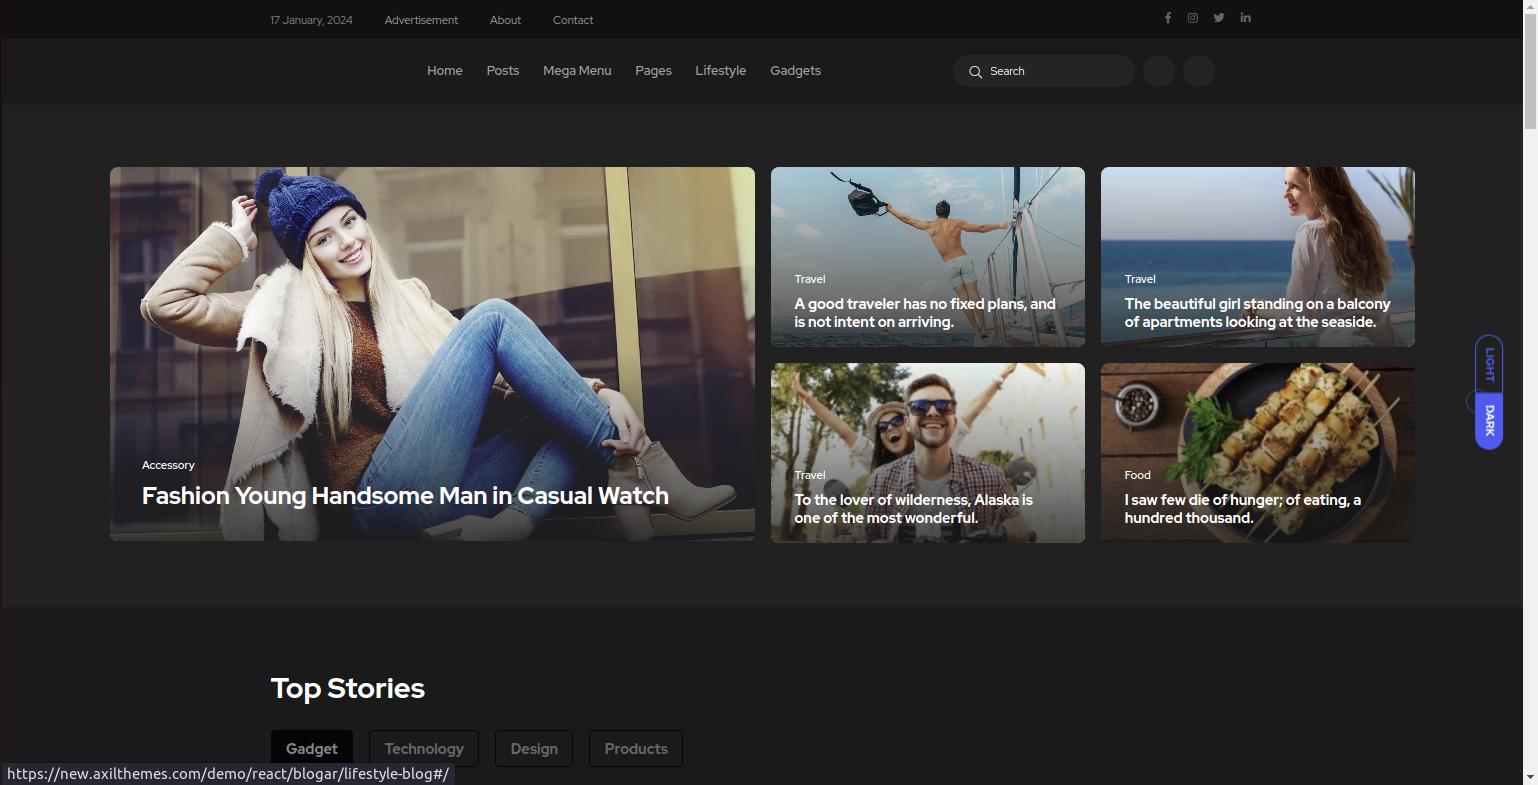 17 January, 2024 Advertisement About Contact
Home Posts Mega Menu Pages Lifestyle Gadgets Search
Travel
A good traveler has no fixed plans, and
is not intent on arriving.
Travel
The beautiful girl standing on a balcony
of apartments looking at the seaside.
LIGHT
DARK
Accessory
Fashion Young Handsome Man in Casual Watch
Travel
To the lover of wilderness, Alaska is
one of the most wonderful.
Food
I saw few die of hunger; of eating, a
hundred thousand.
Top Stories
Gadget Technology Design Products
https://new.axilthemes.com/demo/react/blogar/lifestyle-blog#/